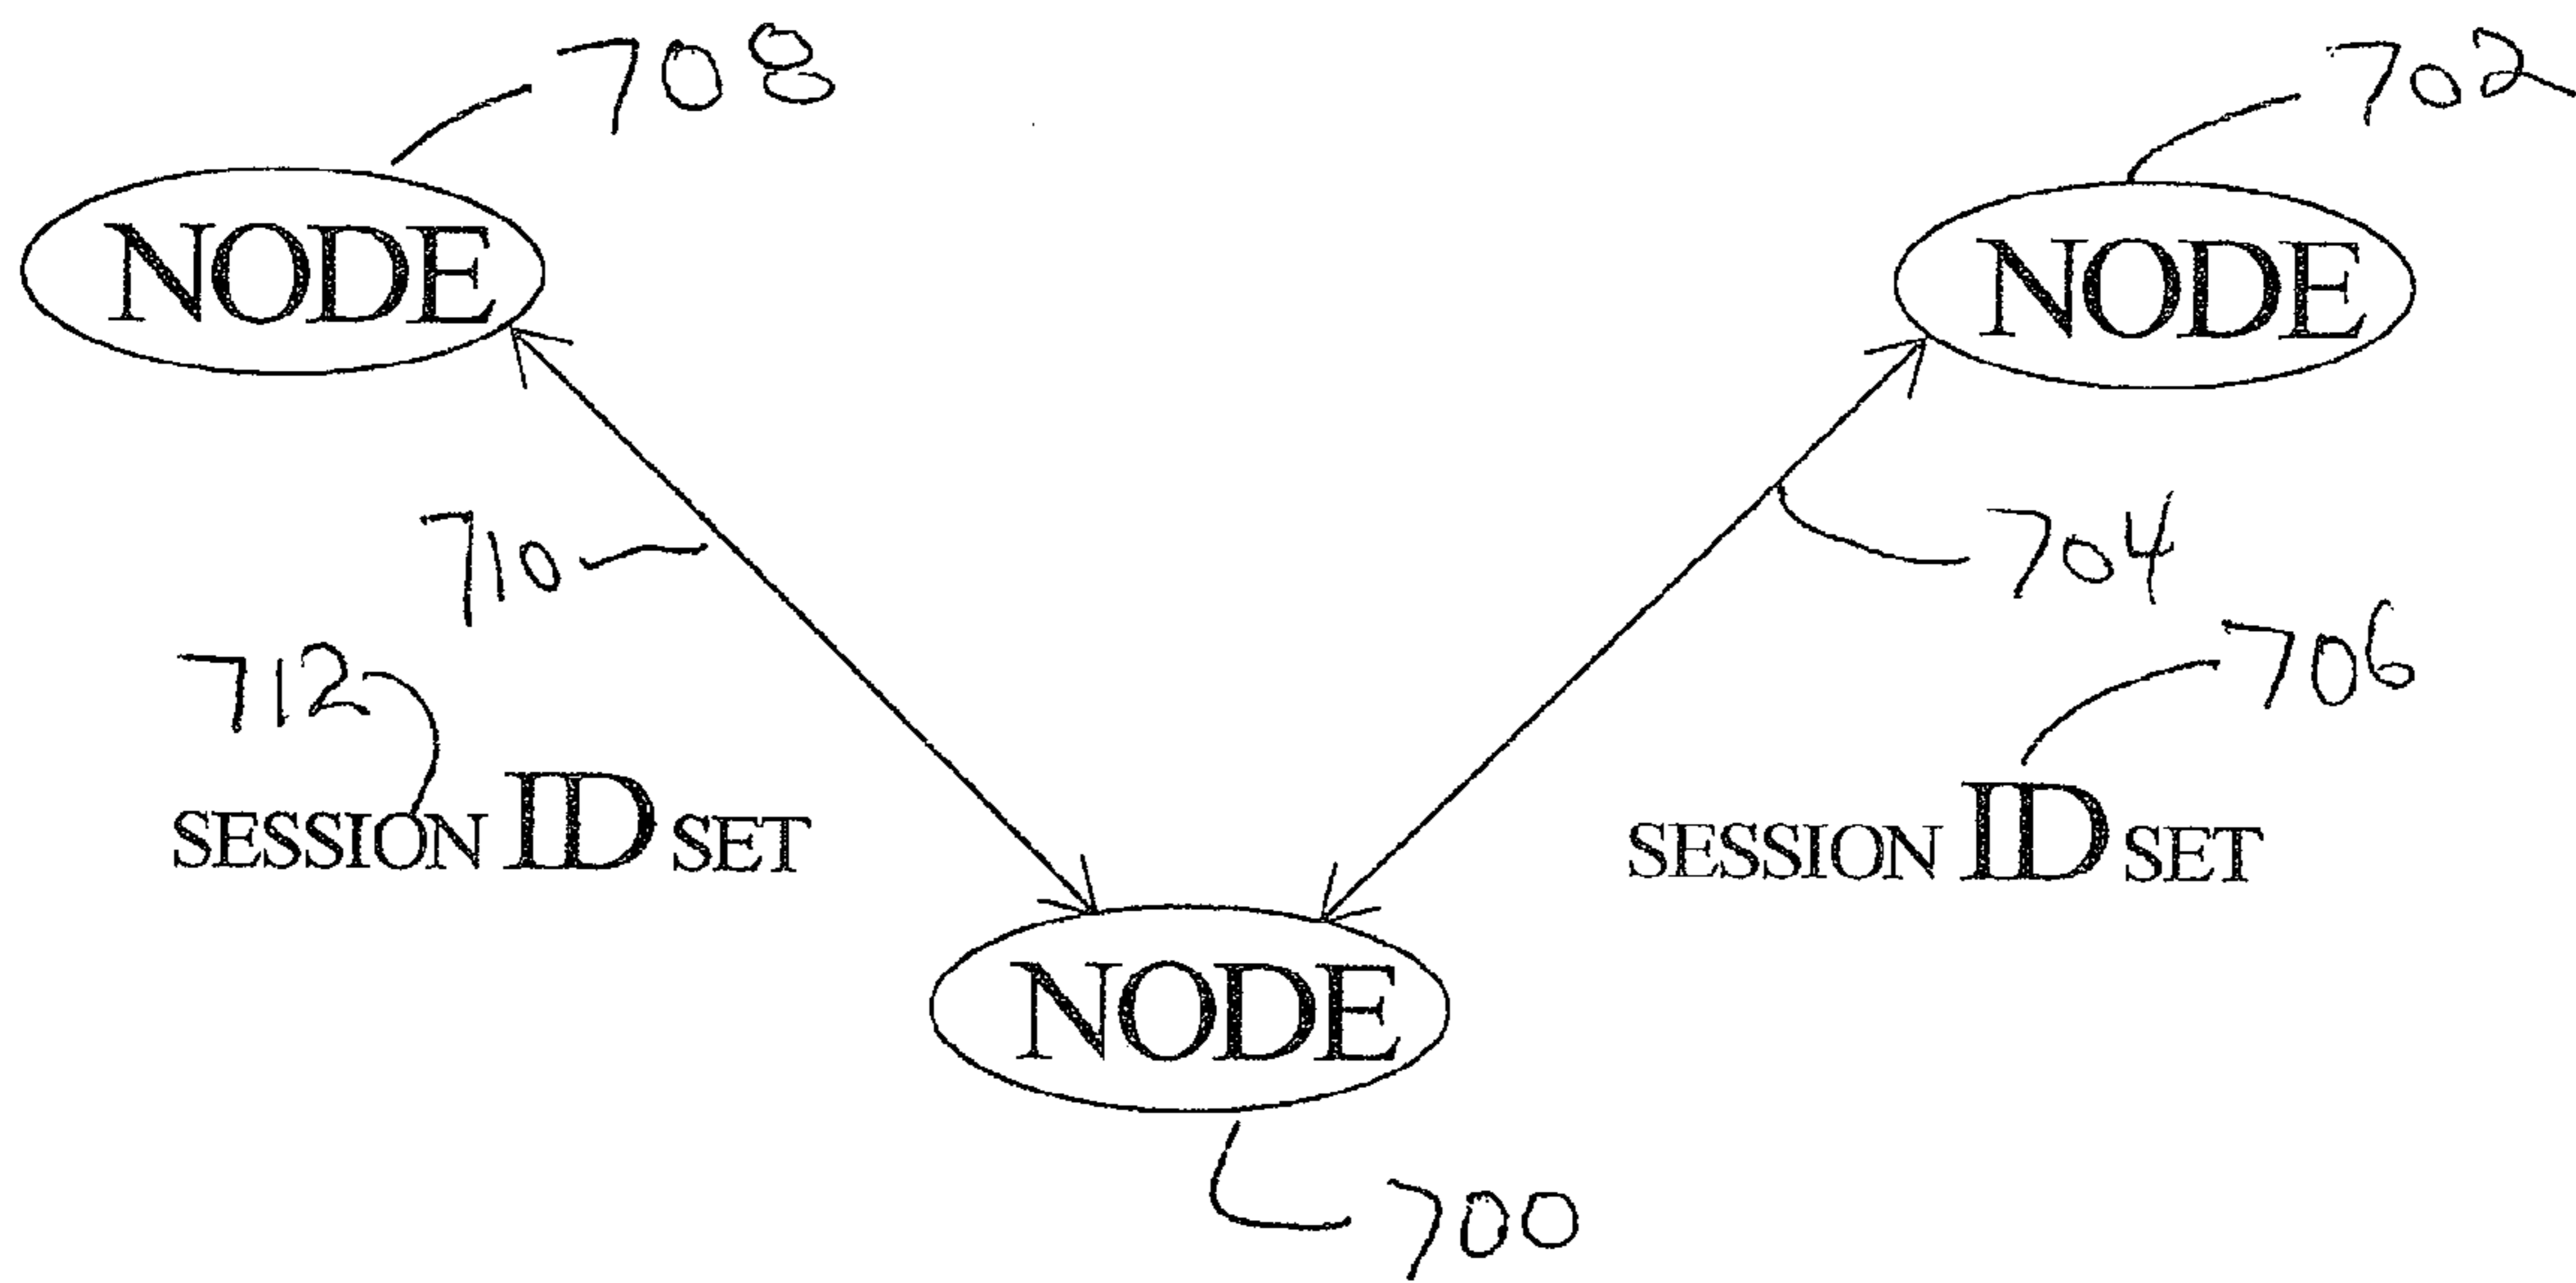 708
702
NODE
NODE
710
704
712
706
SESSION ID SET
SESSION ID SET
NODE
700